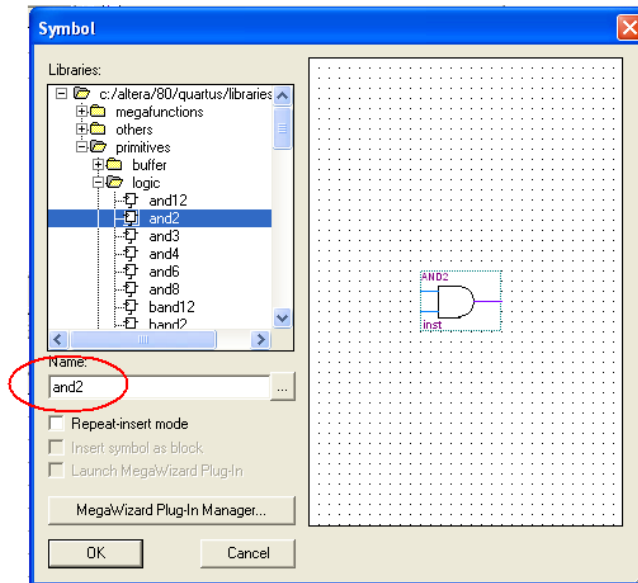 Symbol
Libraries:
c:/altera/80/quartus/libraries
megafunctions
others
primitives
buffer
logic
and12
and2
and3
and4
and6
and8
band12
band2
Name:
and2
...
Repeat-insert mode
Insert symbol as block
Launch MegaWizard Plug-In
MegaWizard Plug-In Manager...
OK
Cancel
AND2
inst